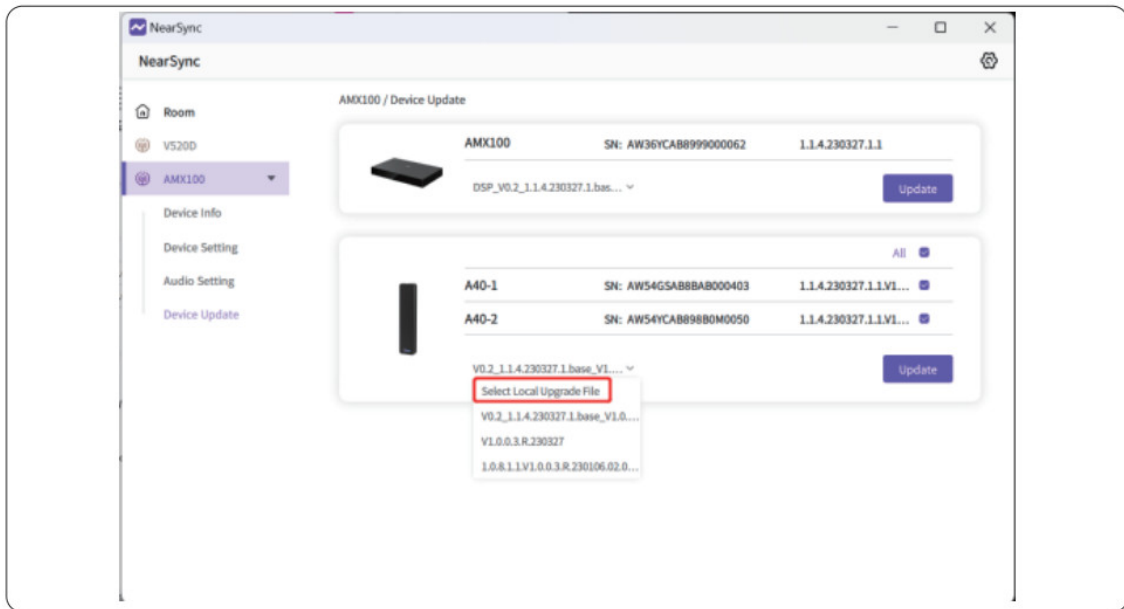 NearSync
NearSync
Room
V520D
AMX100
Device Info
Device Setting
Audio Setting
Device Update
AMX100 / Device Update
AMX100 SN: AW36YCAB8999000062 1.1.4.230327.1.1
DSP_V0.2_1.1.4.230327.1.bas... Update
All
A40-1 SN: AW54GSAB8BAB000403 1.1.4.230327.1.1.V1...
A40-2 SN: AW54YCAB898B0M0050 1.1.4.230327.1.1.V1...
V0.2_1.1.4.230327.1.base_V1.... Update
Select Local Upgrade File
V0.2_1.1.4.230327.1.base_V1.0....
V1.0.0.3.R.230327
1.0.8.1.1.V1.0.0.3.R.230106.02.0...